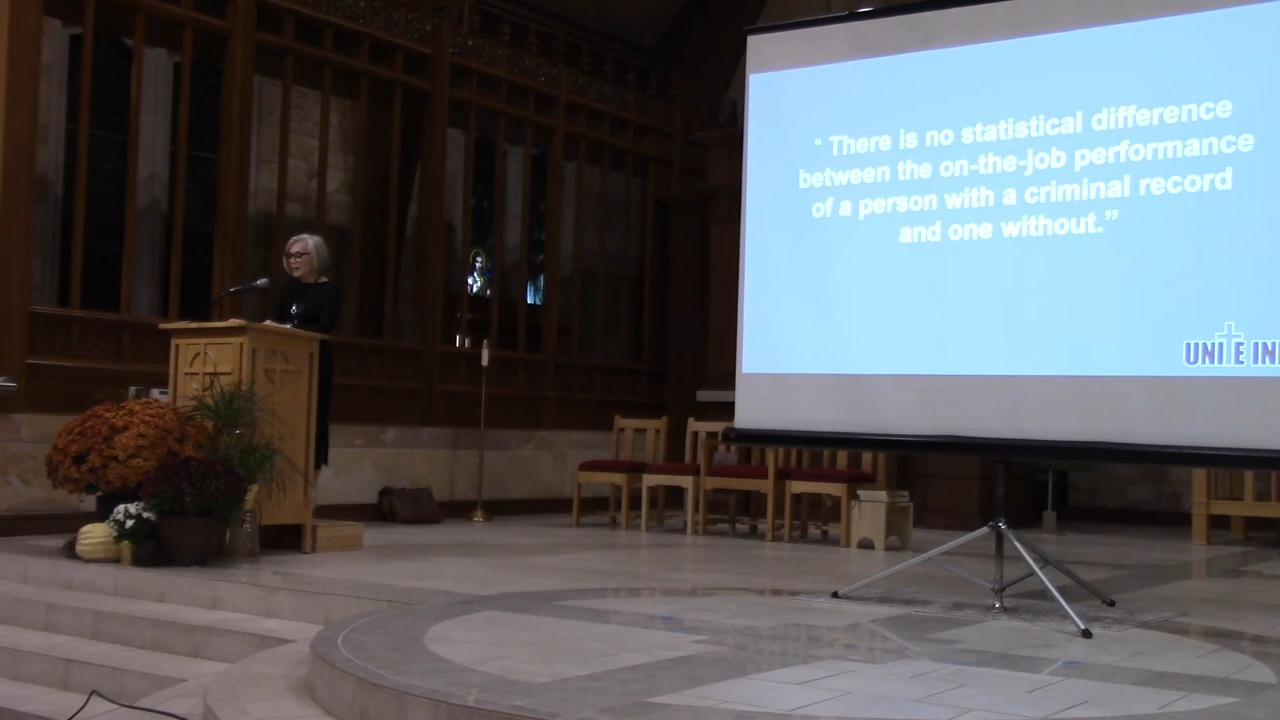 “ There is no statistical difference
between the on-the-job performance
of a person with a criminal record
and one without.”
UNITE IN